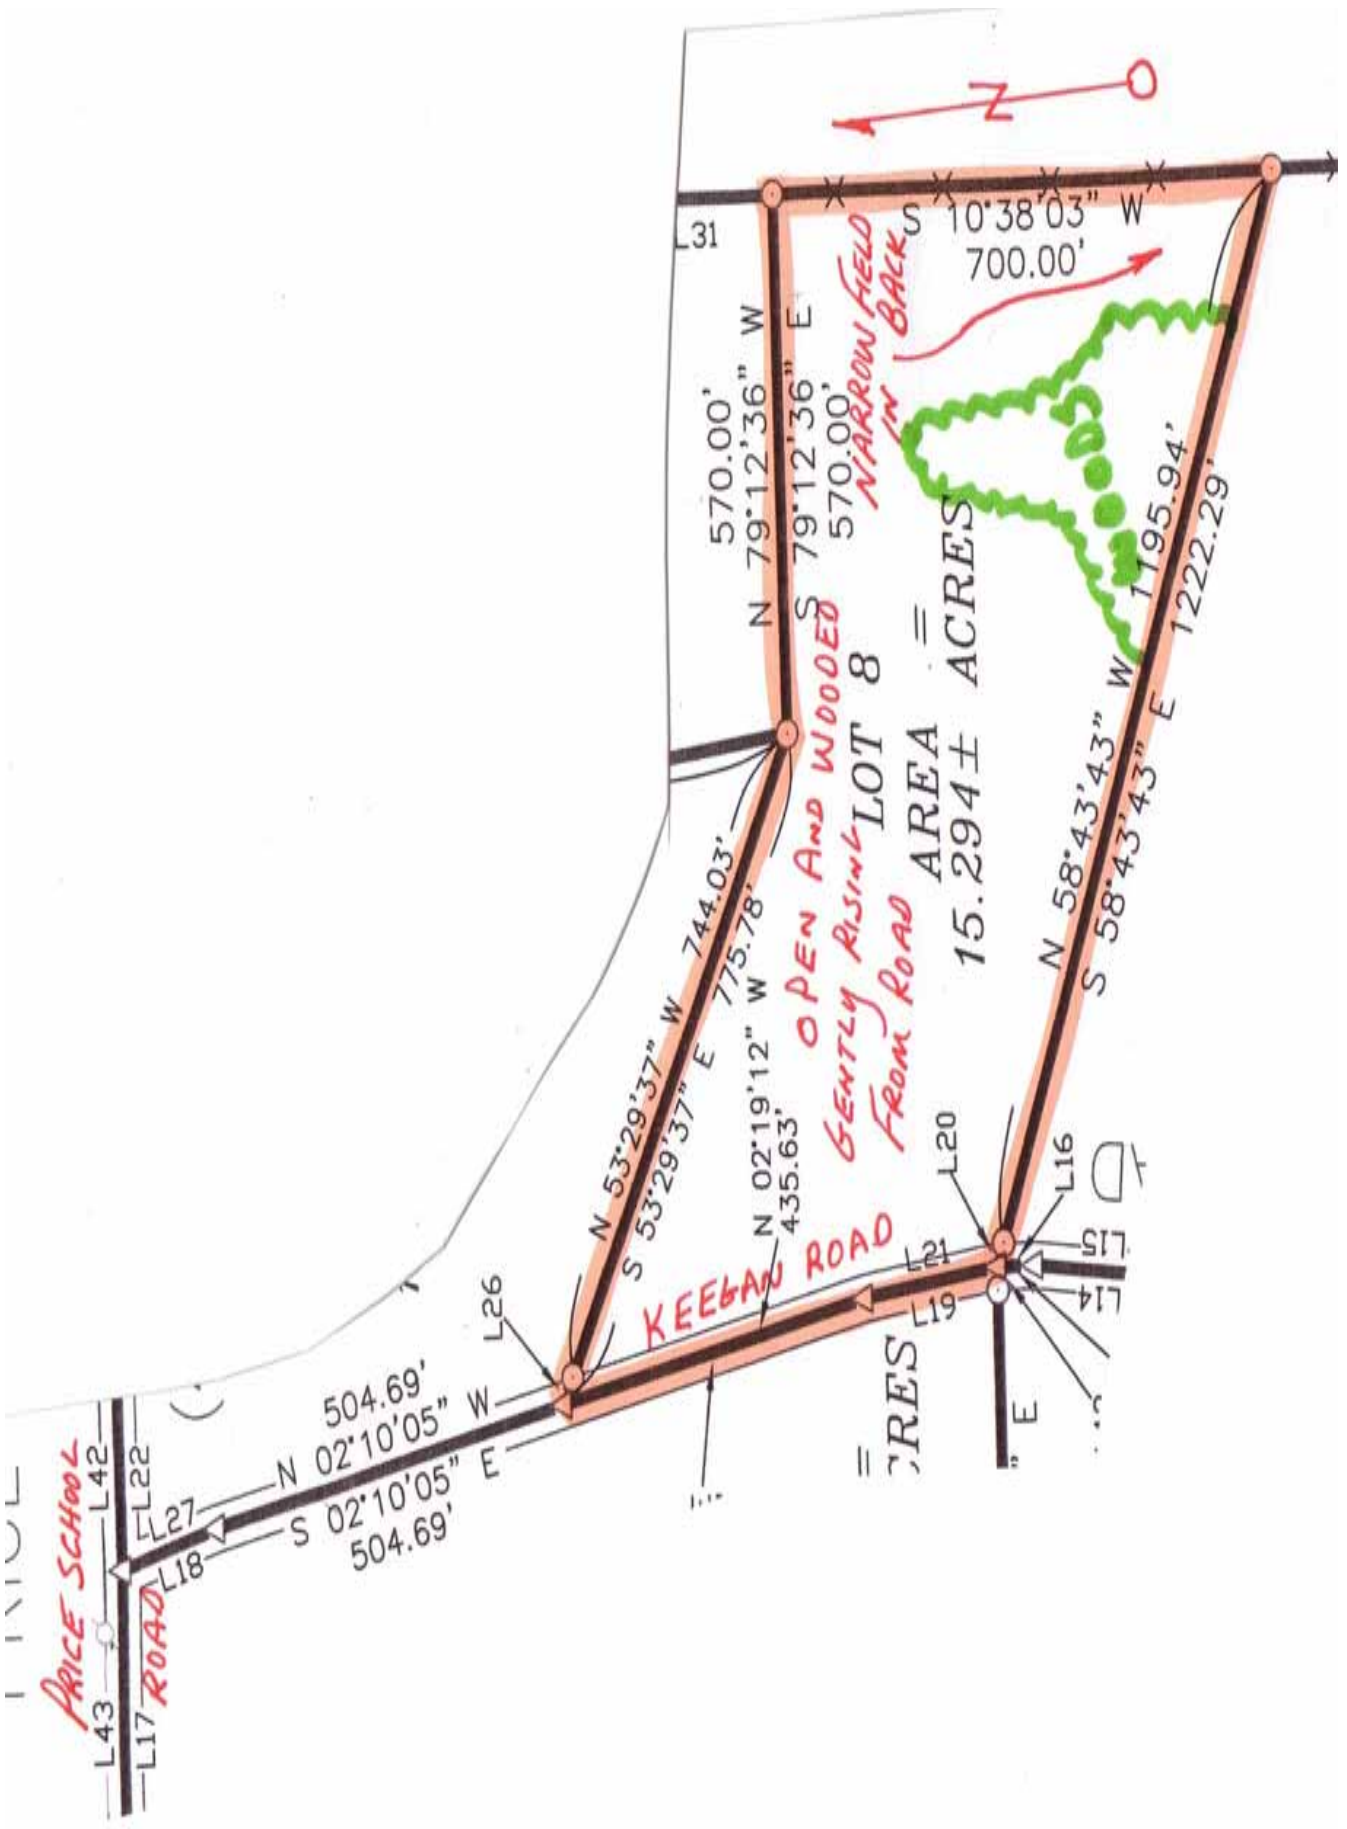 N
L31
S 10°38'03" W
700.00'
570.00'
N 79°12'36" W
S 79°12'36" E
570.00'
NARROW FIELD
IN BACK
WOODS
N 58°43'43" W 1195.94'
S 58°43'43" E 1222.29'
OPEN AND WOODED
GENTLY RISING
FROM ROAD
LOT 8
AREA =
15.294± ACRES
N 53°29'37" W 744.03'
S 53°29'37" E 775.78'
N 02°19'12" W
435.63'
KEEGAN ROAD
L20
L16
L21
L19
L15
L14
L26
=
CRES
" E
504.69'
N 02°10'05" W
S 02°10'05" E
504.69'
PRICE SCHOOL
ROAD
L42
L22
L27
L18
L43
L17